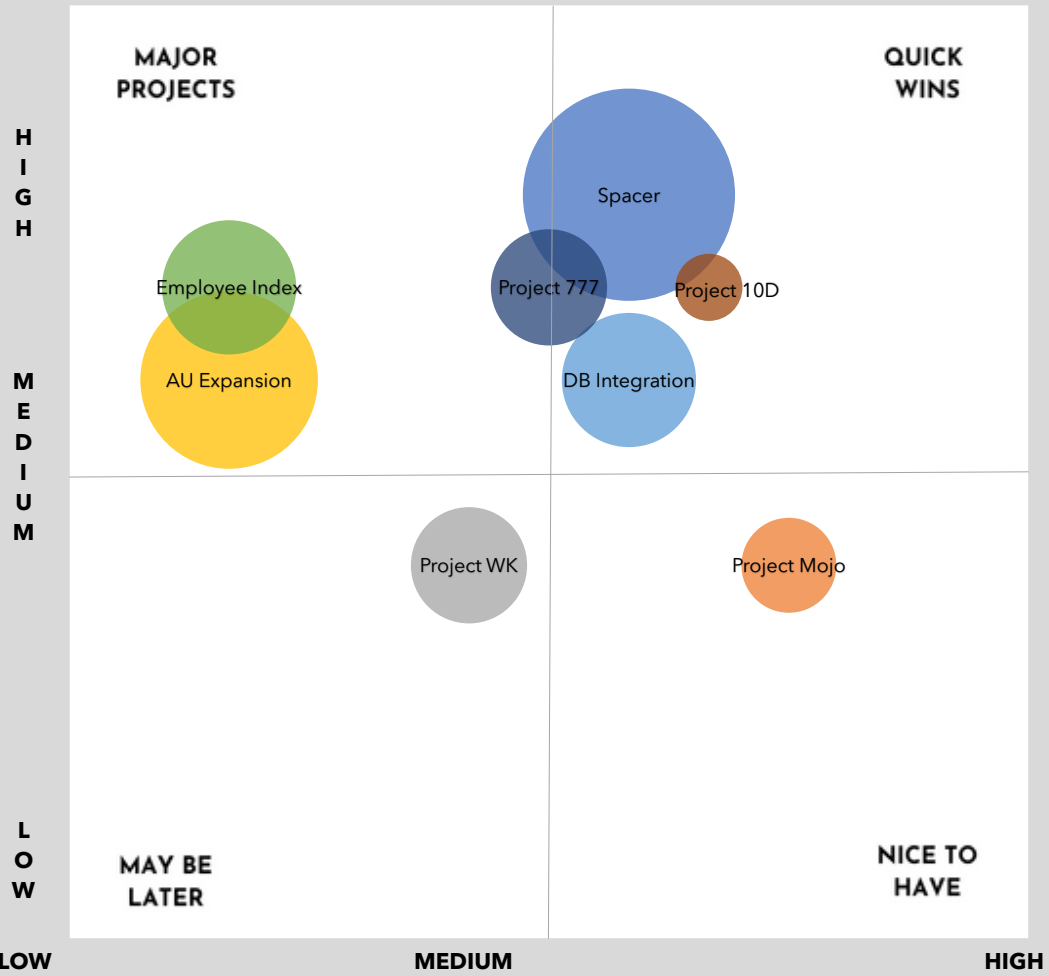 MAJOR
PROJECTS
QUICK
WINS
H
I
G
H
Spacer
Employee Index
Project 777
Project 10D
M
E
D
I
U
M
AU Expansion
DB Integration
Project WK
Project Mojo
L
O
W
MAY BE
LATER
NICE TO
HAVE
LOW
MEDIUM
HIGH